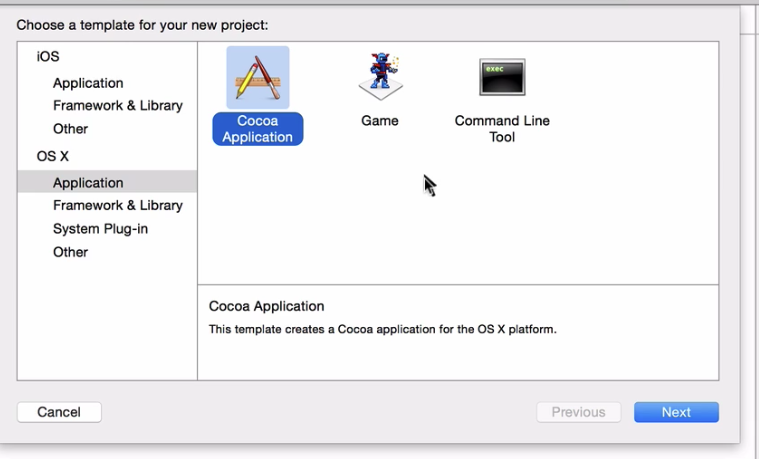 Choose a template for your new project:
iOS
Application
Framework & Library
Other
OS X
Application
Framework & Library
System Plug-in
Other
Cocoa
Application
Game
exec
Command Line
Tool
Cocoa Application
This template creates a Cocoa application for the OS X platform.
Cancel
Previous
Next